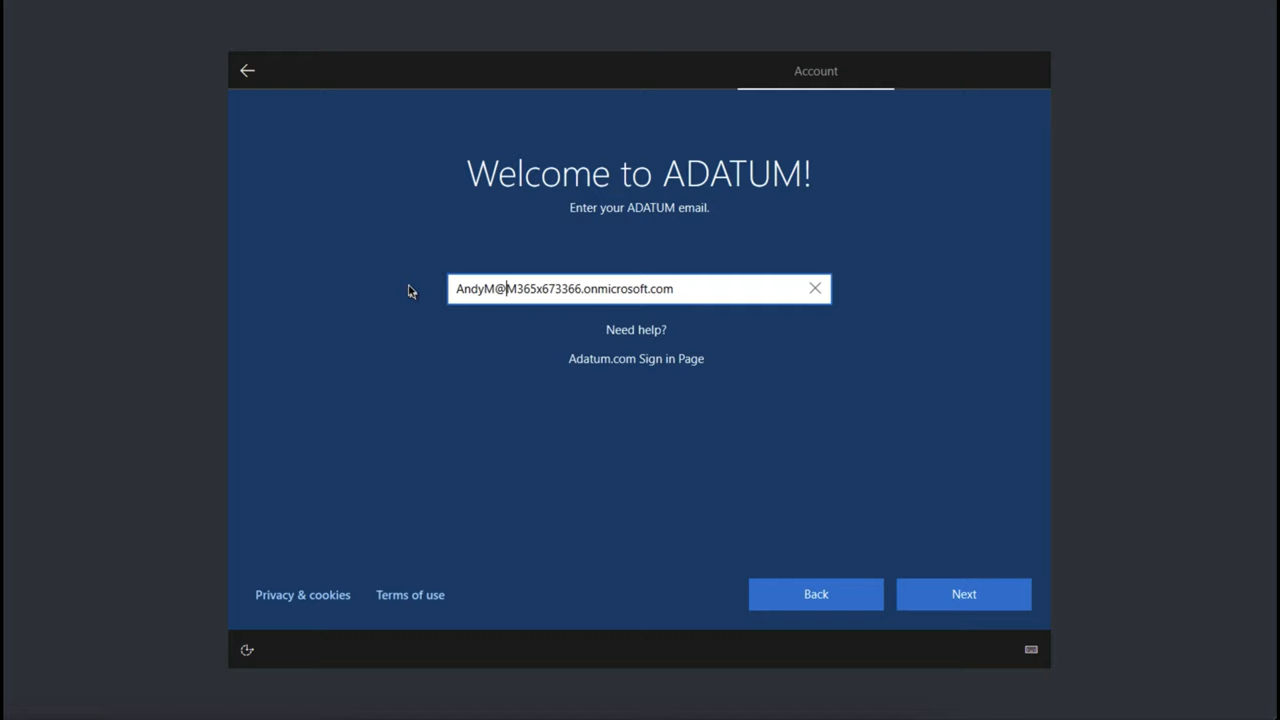 Account
Welcome to ADATUM!
Enter your ADATUM email.
AndyM@M365x673366.onmicrosoft.com
Need help?
Adatum.com Sign in Page
Privacy & cookies Terms of use Back Next